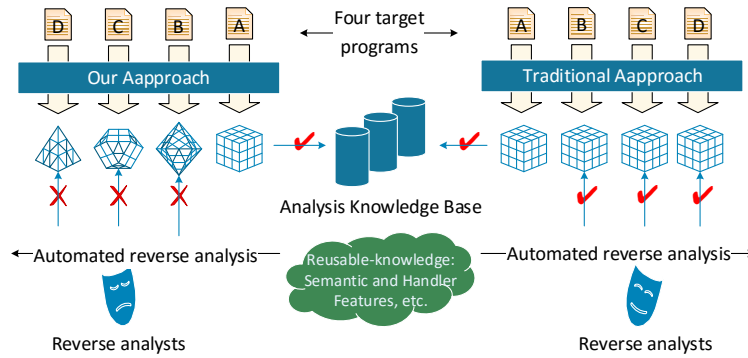 D C B A
Four target
programs
A B C D
Our Aapproach
Traditional Aapproach
Analysis Knowledge Base
Automated reverse analysis
Reusable-knowledge:
Semantic and Handler
Features, etc.
Automated reverse analysis
Reverse analysts
Reverse analysts